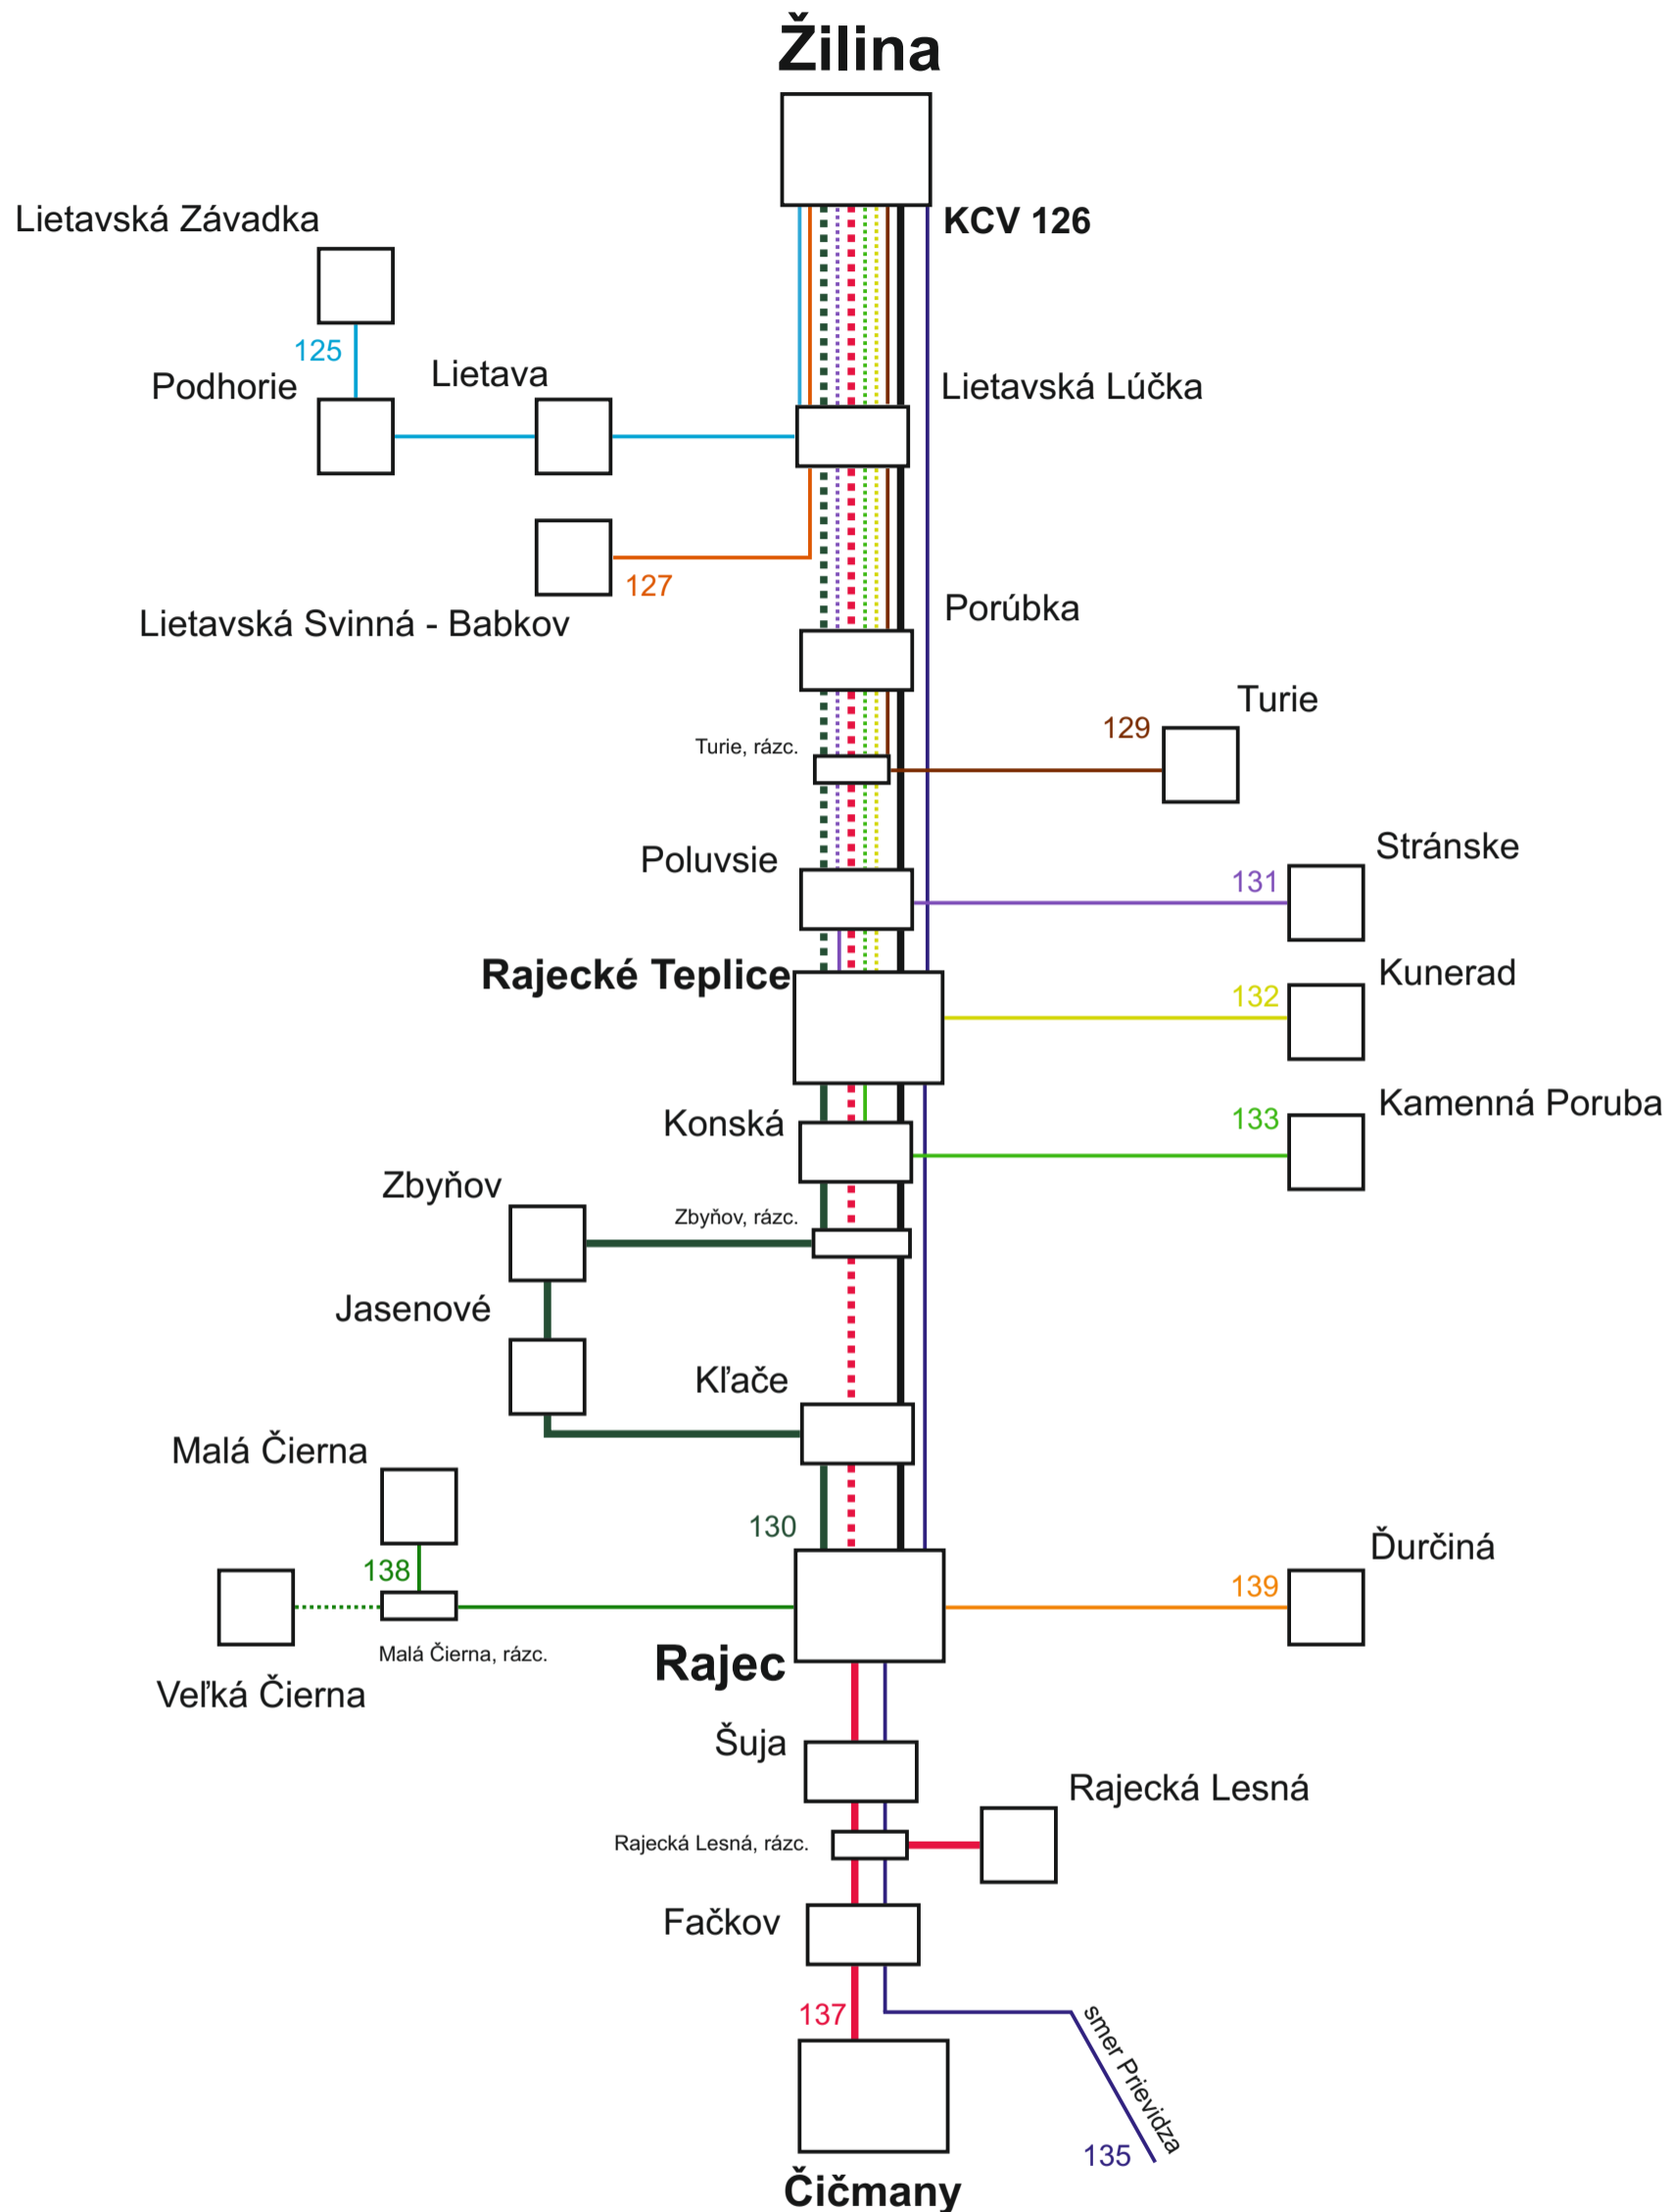 Žilina
KCV 126
Lietavská Závadka
125
Podhorie
Lietava
Lietavská Lúčka
127
Lietavská Svinná - Babkov
Porúbka
Turie
129
Turie, rázc.
Stránske
Poluvsie
131
Rajecké Teplice
Kunerad
132
Kamenná Poruba
Konská
133
Zbyňov
Zbyňov, rázc.
Jasenové
Kľače
Malá Čierna
130
Ďurčiná
138
139
Malá Čierna, rázc.
Rajec
Veľká Čierna
Šuja
Rajecká Lesná
Rajecká Lesná, rázc.
Fačkov
137
smer Prievidza
135
Čičmany